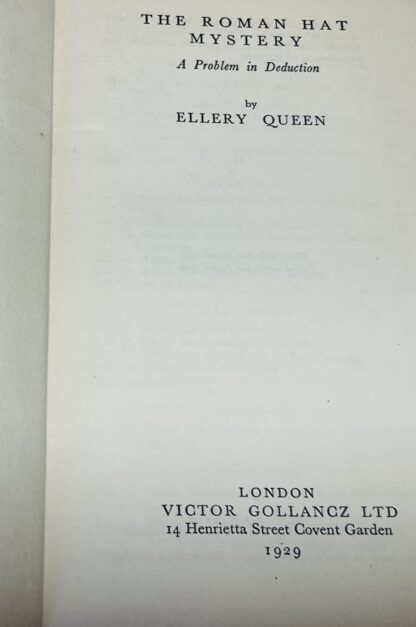 THE ROMAN HAT
MYSTERY
A Problem in Deduction
by
ELLERY QUEEN
LONDON
VICTOR GOLLANCZ LTD
14 Henrietta Street Covent Garden
1929